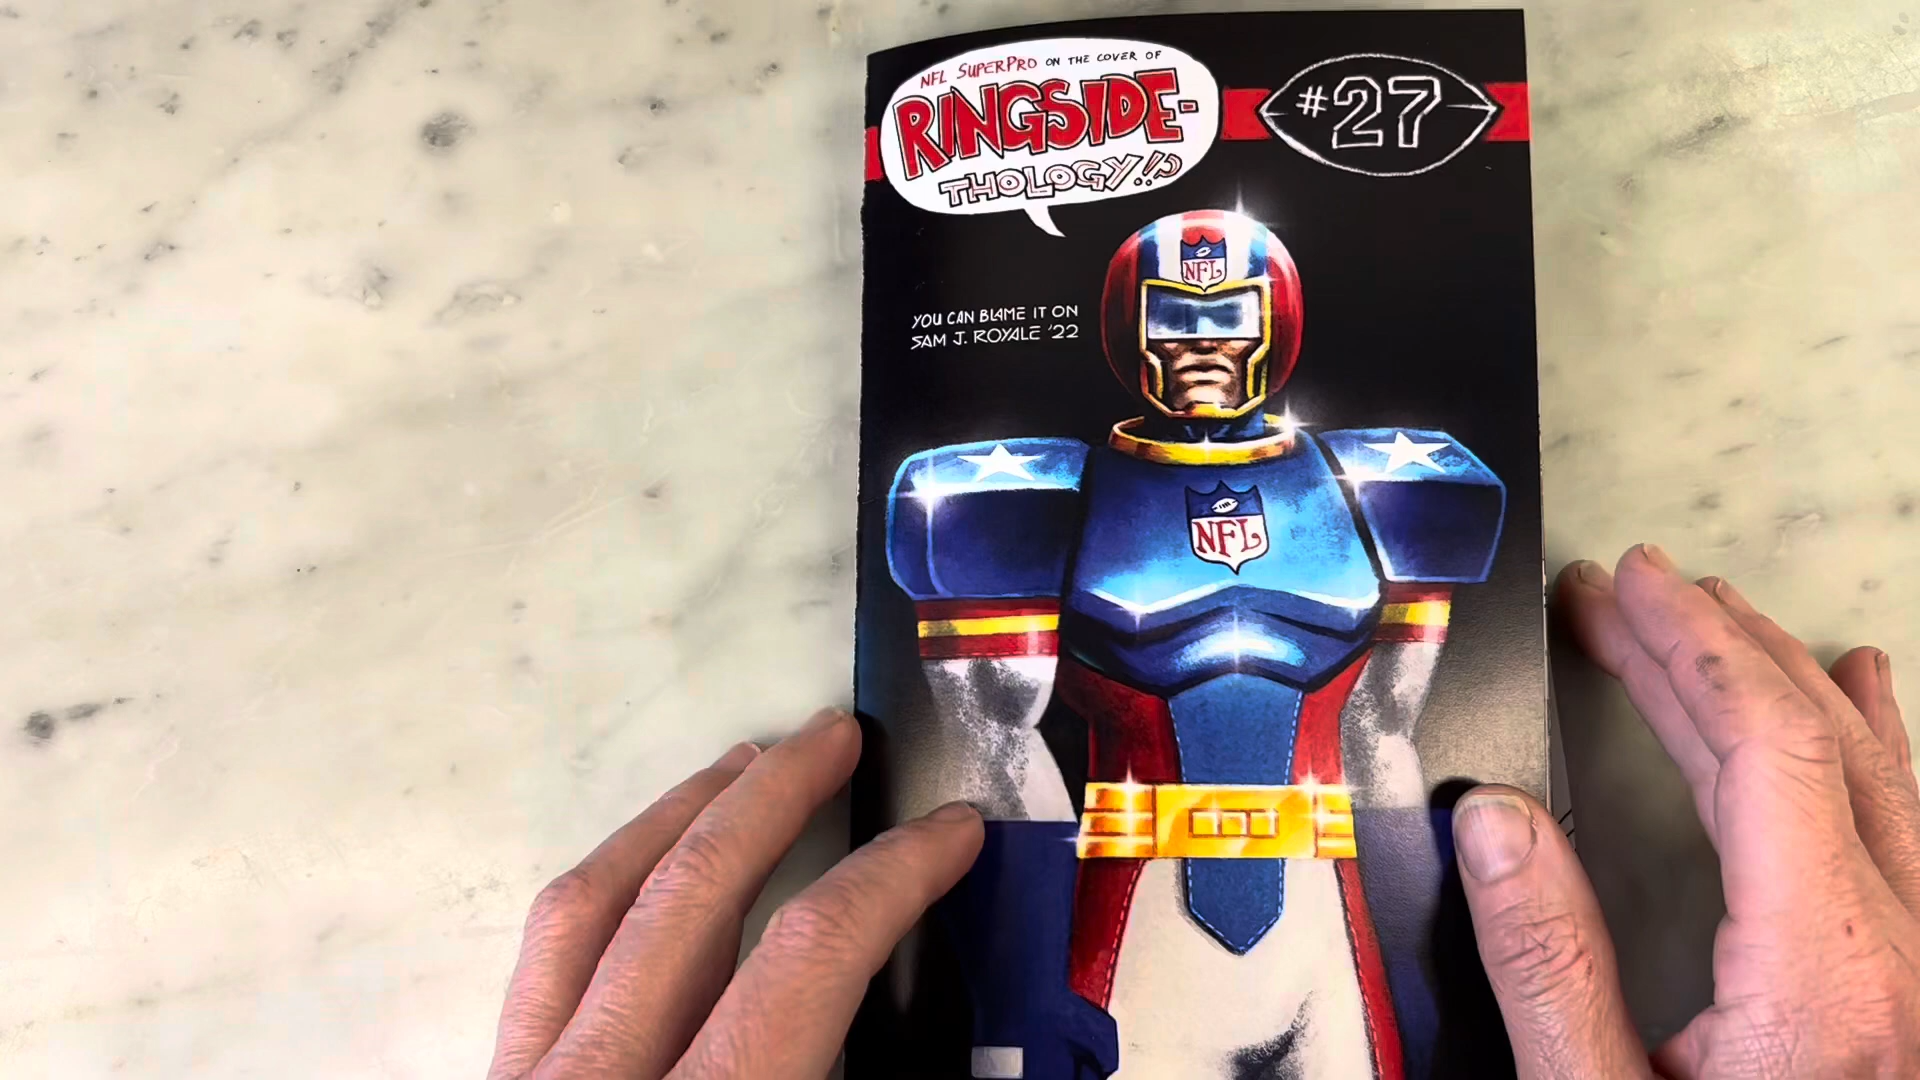 NFL SUPERPRO ON THE COVER OF
RINGSIDE-
THOLOGY!!?
#27
YOU CAN BLAME IT ON
SAM J. ROYALE '22
NFL
NFL